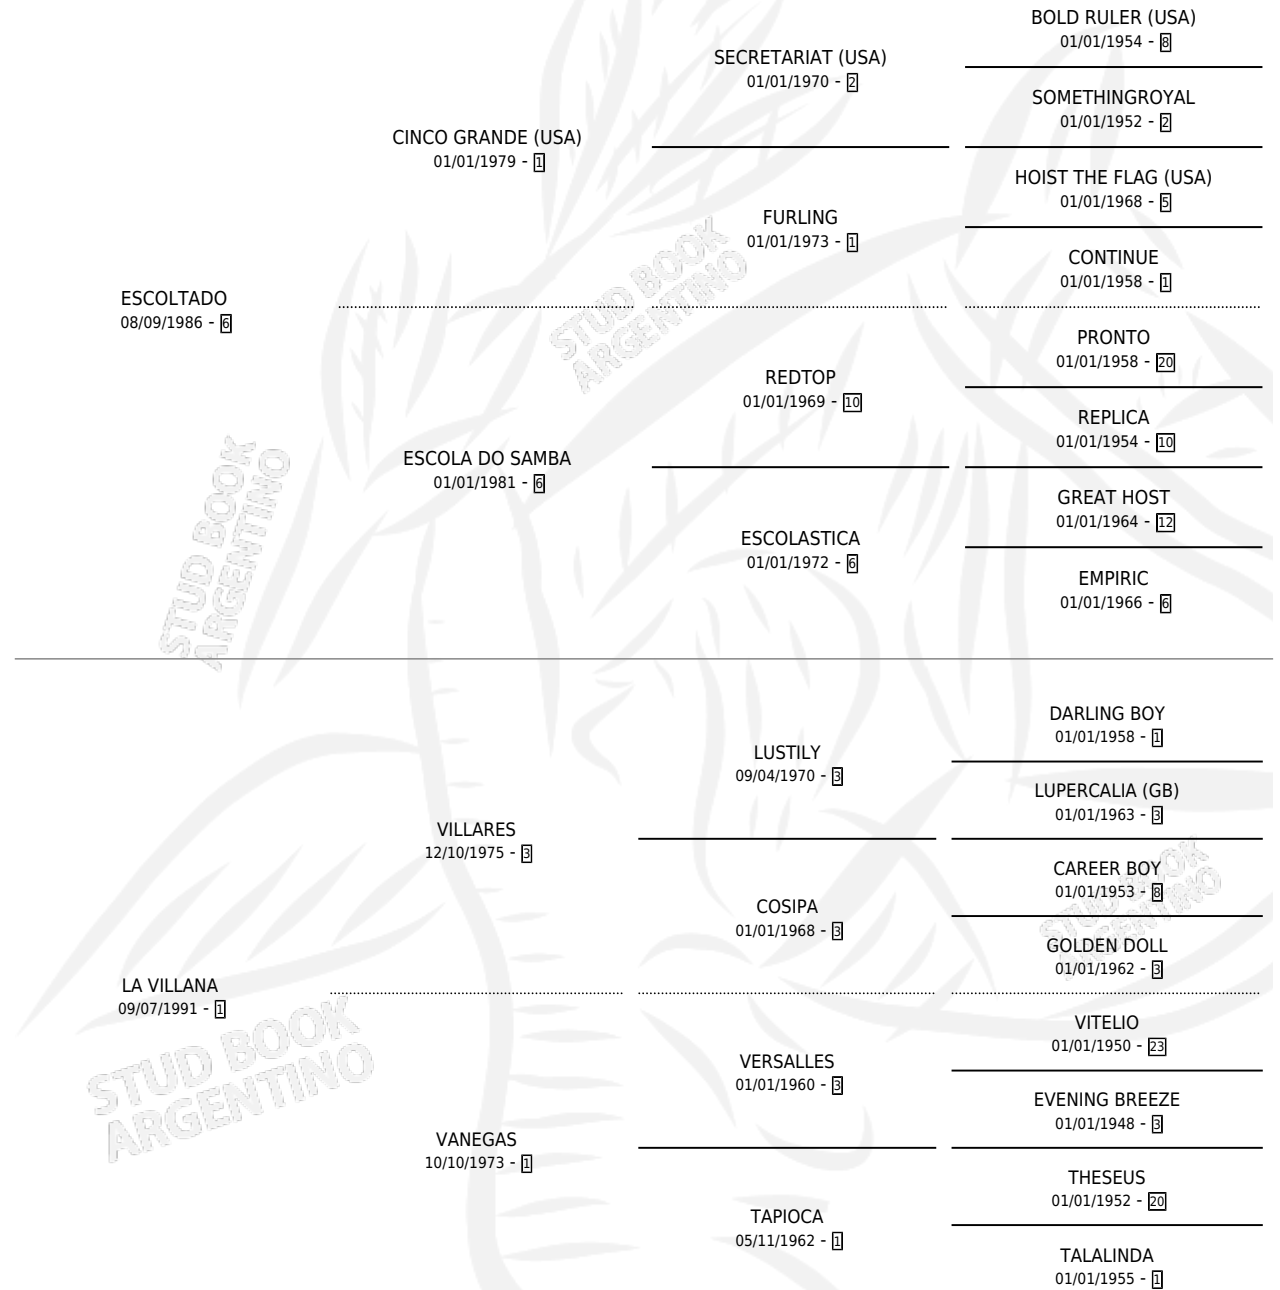 BOLD RULER (USA)
01/01/1954 - 8
SECRETARIAT (USA)
01/01/1970 - 2
SOMETHINGROYAL
01/01/1952 - 2
CINCO GRANDE (USA)
01/01/1979 - 1
HOIST THE FLAG (USA)
01/01/1968 - 5
FURLING
01/01/1973 - 1
CONTINUE
01/01/1958 - 1
ESCOLTADO
08/09/1986 - 6
PRONTO
01/01/1958 - 20
REDTOP
01/01/1969 - 10
REPLICA
01/01/1954 - 10
ESCOLA DO SAMBA
01/01/1981 - 6
GREAT HOST
01/01/1964 - 12
ESCOLASTICA
01/01/1972 - 6
EMPIRIC
01/01/1966 - 6
STUD BOOK
ARGENTINO
STUD BOOK
ARGENTINO
DARLING BOY
01/01/1958 - 1
LUSTILY
09/04/1970 - 3
LUPERCALIA (GB)
01/01/1963 - 3
VILLARES
12/10/1975 - 3
CAREER BOY
01/01/1953 - 8
COSIPA
01/01/1968 - 3
GOLDEN DOLL
01/01/1962 - 3
LA VILLANA
09/07/1991 - 1
VITELIO
01/01/1950 - 23
VERSALLES
01/01/1960 - 3
EVENING BREEZE
01/01/1948 - 3
VANEGAS
10/10/1973 - 1
THESEUS
01/01/1952 - 20
TAPIOCA
05/11/1962 - 1
TALALINDA
01/01/1955 - 1
STUD BOOK
ARGENTINO
STUD BOOK
ARGENTINO